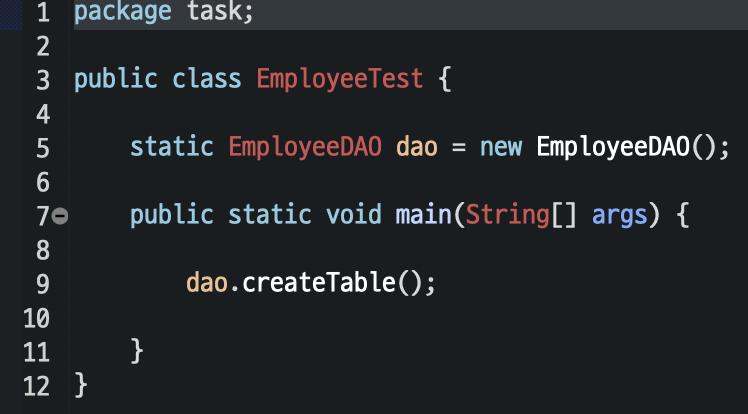 1 package task;
2
3 public class EmployeeTest {
4
5     static EmployeeDAO dao = new EmployeeDAO();
6
7     public static void main(String[] args) {
8
9         dao.createTable();
10
11     }
12 }